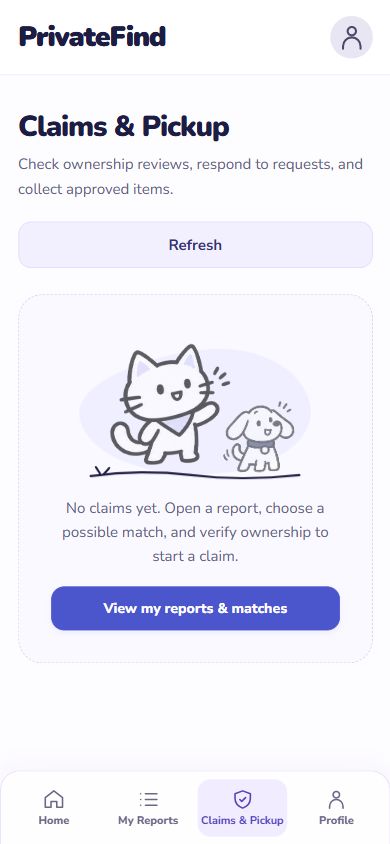 PrivateFind
Claims & Pickup
Check ownership reviews, respond to requests, and
collect approved items.
Refresh
No claims yet. Open a report, choose a
possible match, and verify ownership to
start a claim.
View my reports & matches
Home
My Reports
Claims & Pickup
Profile